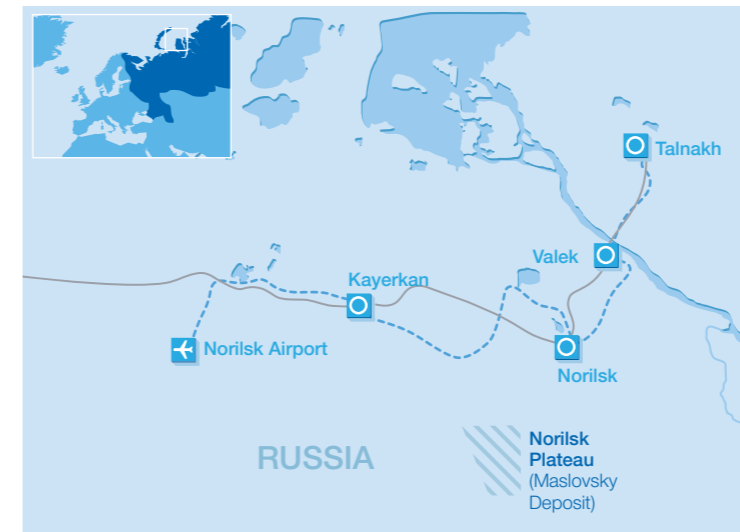 Talnakh
Valek
Kayerkan
Norilsk Airport
Norilsk
RUSSIA
Norilsk
Plateau
(Maslovsky
Deposit)